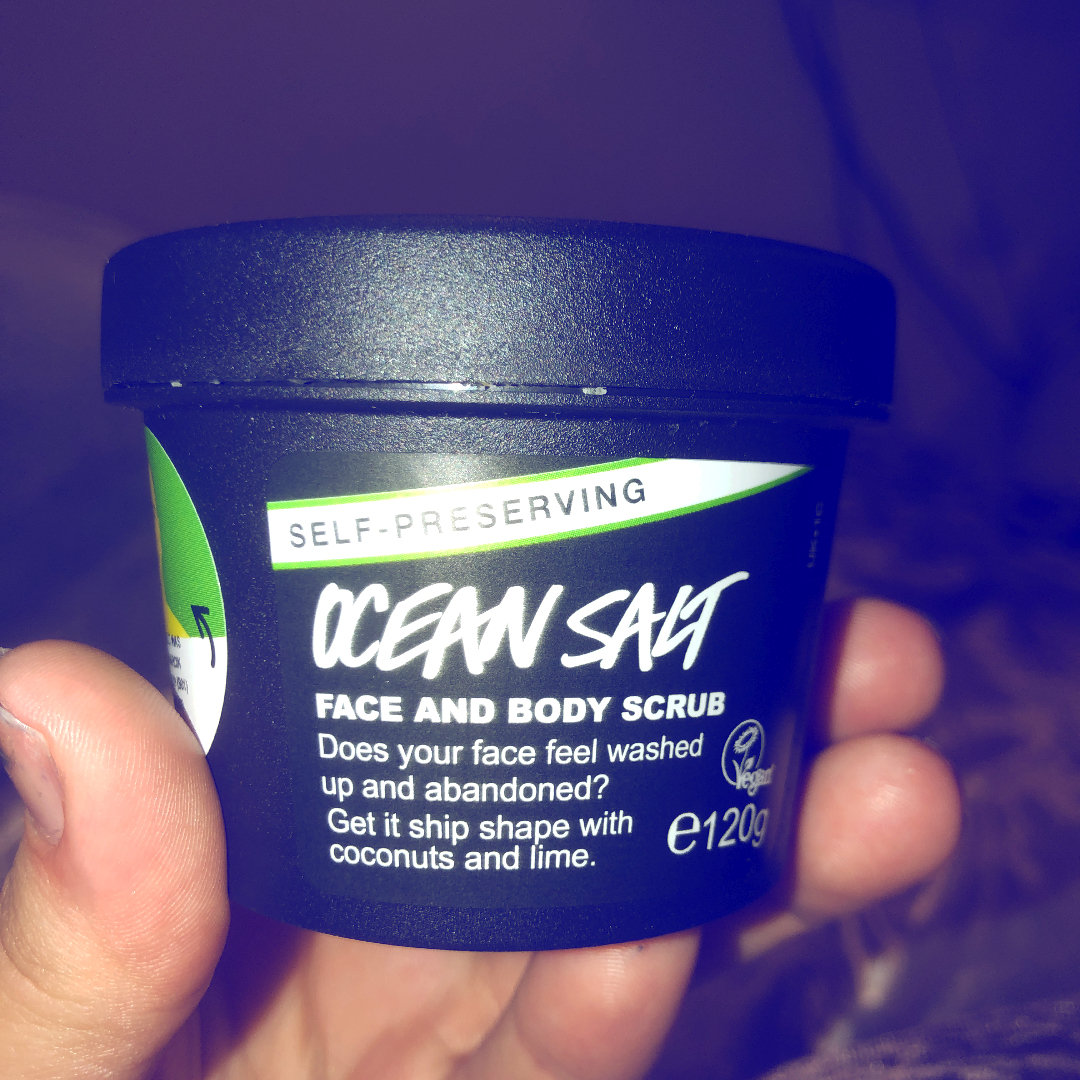 SELF-PRESERVING
OCEAN SALT
FACE AND BODY SCRUB
Does your face feel washed
up and abandoned?
Get it ship shape with
coconuts and lime.
Vegan
e120g